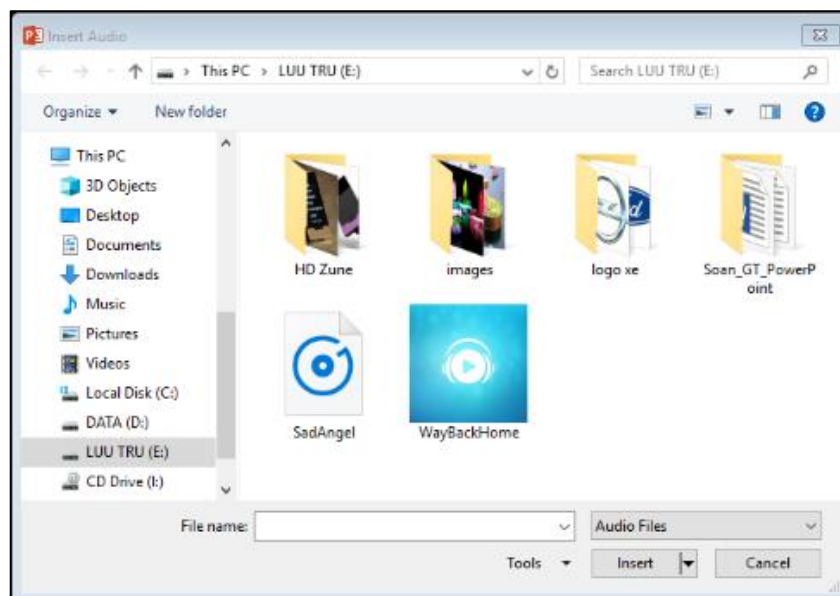 Insert Audio
This PC > LUU TRU (E:)
Search LUU TRU (E:)
Organize
New folder
This PC
3D Objects
Desktop
Documents
Downloads
Music
Pictures
Videos
Local Disk (C:)
DATA (D:)
LUU TRU (E:)
CD Drive (I:)
HD Zune
images
logo xe
Soan_GT_PowerP
oint
SadAngel
WayBackHome
File name:
Audio Files
Tools
Insert
Cancel